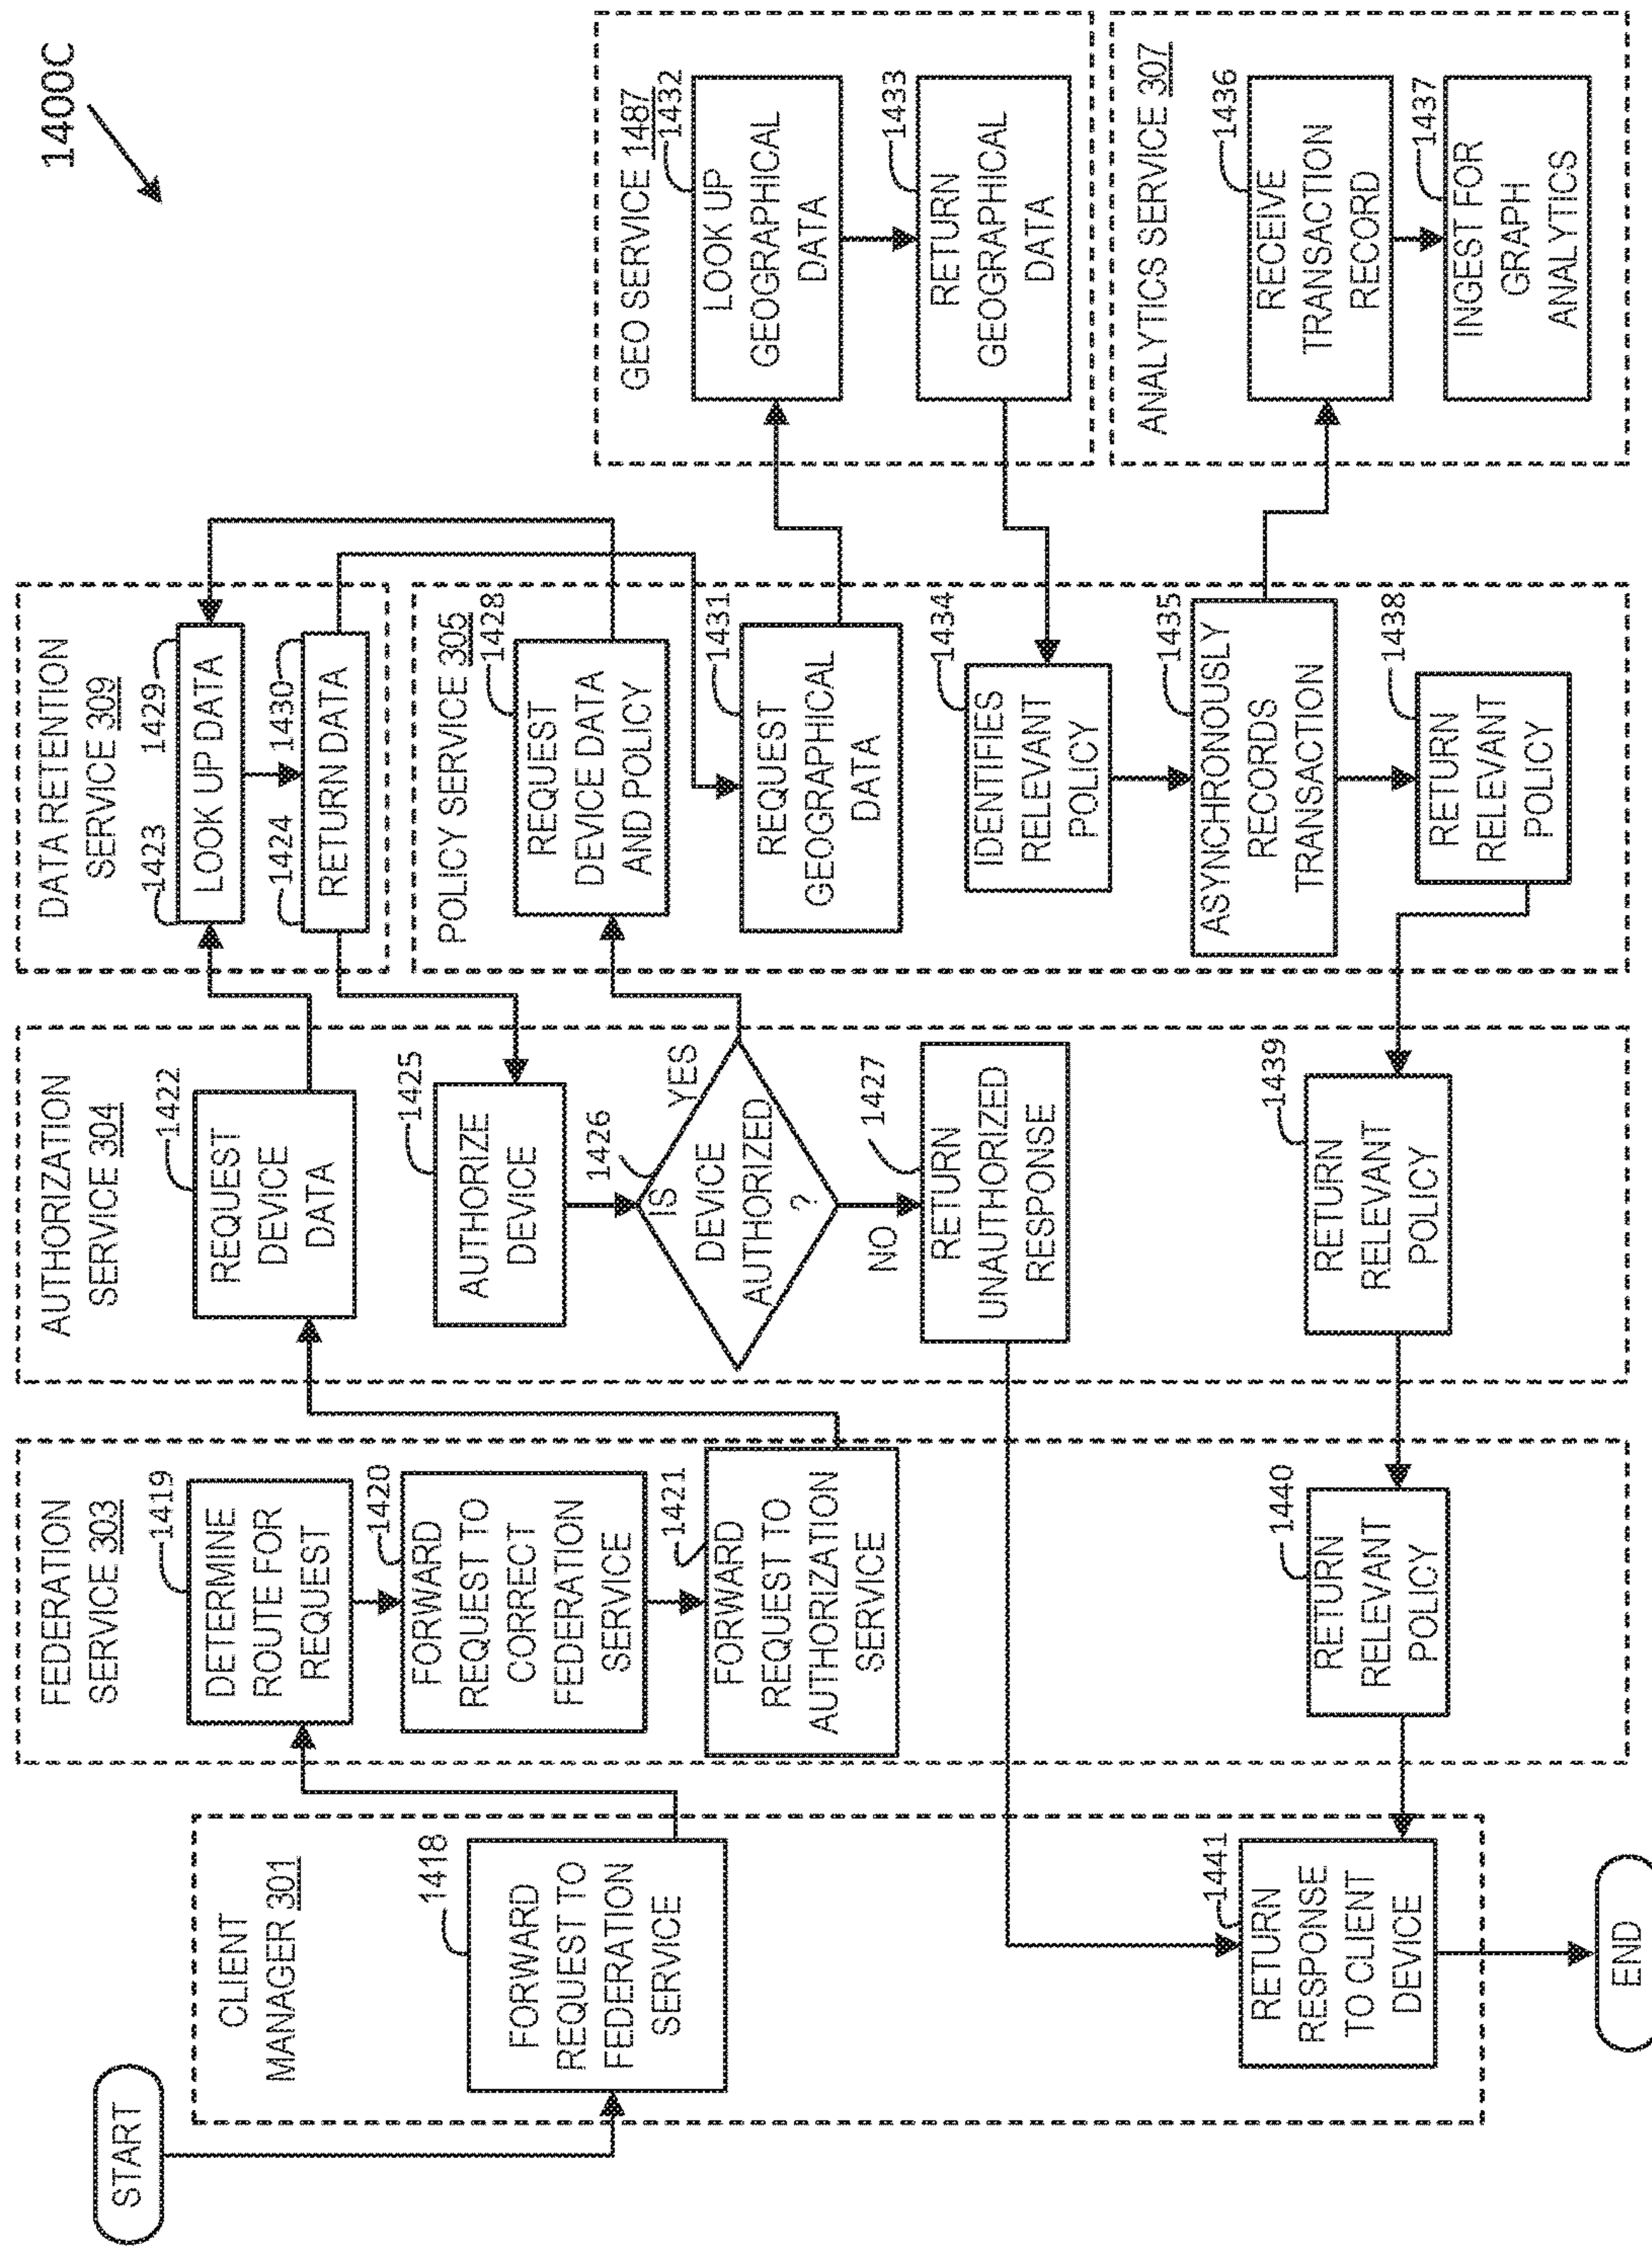 1400C
START
CLIENT
MANAGER 301
1418
FORWARD
REQUEST TO
FEDERATION
SERVICE
1441
RETURN
RESPONSE
TO CLIENT
DEVICE
END
FEDERATION
SERVICE 303
1419
DETERMINE
ROUTE FOR
REQUEST
1420
FORWARD
REQUEST TO
CORRECT
FEDERATION
SERVICE
1421
FORWARD
REQUEST TO
AUTHORIZATION
SERVICE
1440
RETURN
RELEVANT
POLICY
AUTHORIZATION
SERVICE 304
1422
REQUEST
DEVICE
DATA
1425
AUTHORIZE
DEVICE
1426
IS
DEVICE
AUTHORIZED
?
YES
NO
1427
RETURN
UNAUTHORIZED
RESPONSE
1439
RETURN
RELEVANT
POLICY
DATA RETENTION
SERVICE 309
1423
1429
LOOK UP DATA
1424
1430
RETURN DATA
POLICY SERVICE 305
1428
REQUEST
DEVICE DATA
AND POLICY
1431
REQUEST
GEOGRAPHICAL
DATA
1434
IDENTIFIES
RELEVANT
POLICY
1435
ASYNCHRONOUSLY
RECORDS
TRANSACTION
1438
RETURN
RELEVANT
POLICY
GEO SERVICE 1487
1432
LOOK UP
GEOGRAPHICAL
DATA
1433
RETURN
GEOGRAPHICAL
DATA
ANALYTICS SERVICE 307
1436
RECEIVE
TRANSACTION
RECORD
1437
INGEST FOR
GRAPH
ANALYTICS